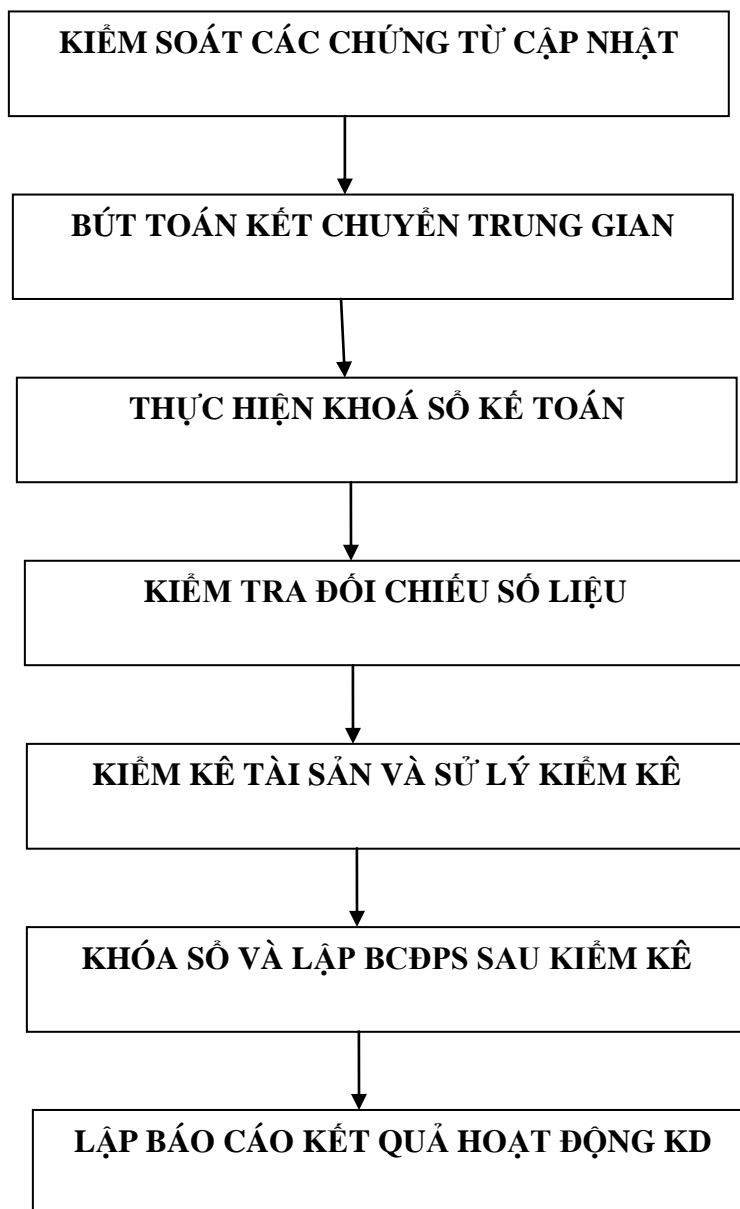 KIỂM SOÁT CÁC CHỨNG TỪ CẬP NHẬT
BÚT TOÁN KẾT CHUYỂN TRUNG GIAN
THỰC HIỆN KHOÁ SỔ KẾ TOÁN
KIỂM TRA ĐỐI CHIẾU SỐ LIỆU
KIỂM KÊ TÀI SẢN VÀ SỬ LÝ KIỂM KÊ
KHÓA SỔ VÀ LẬP BCĐPS SAU KIỂM KÊ
LẬP BÁO CÁO KẾT QUẢ HOẠT ĐỘNG KD